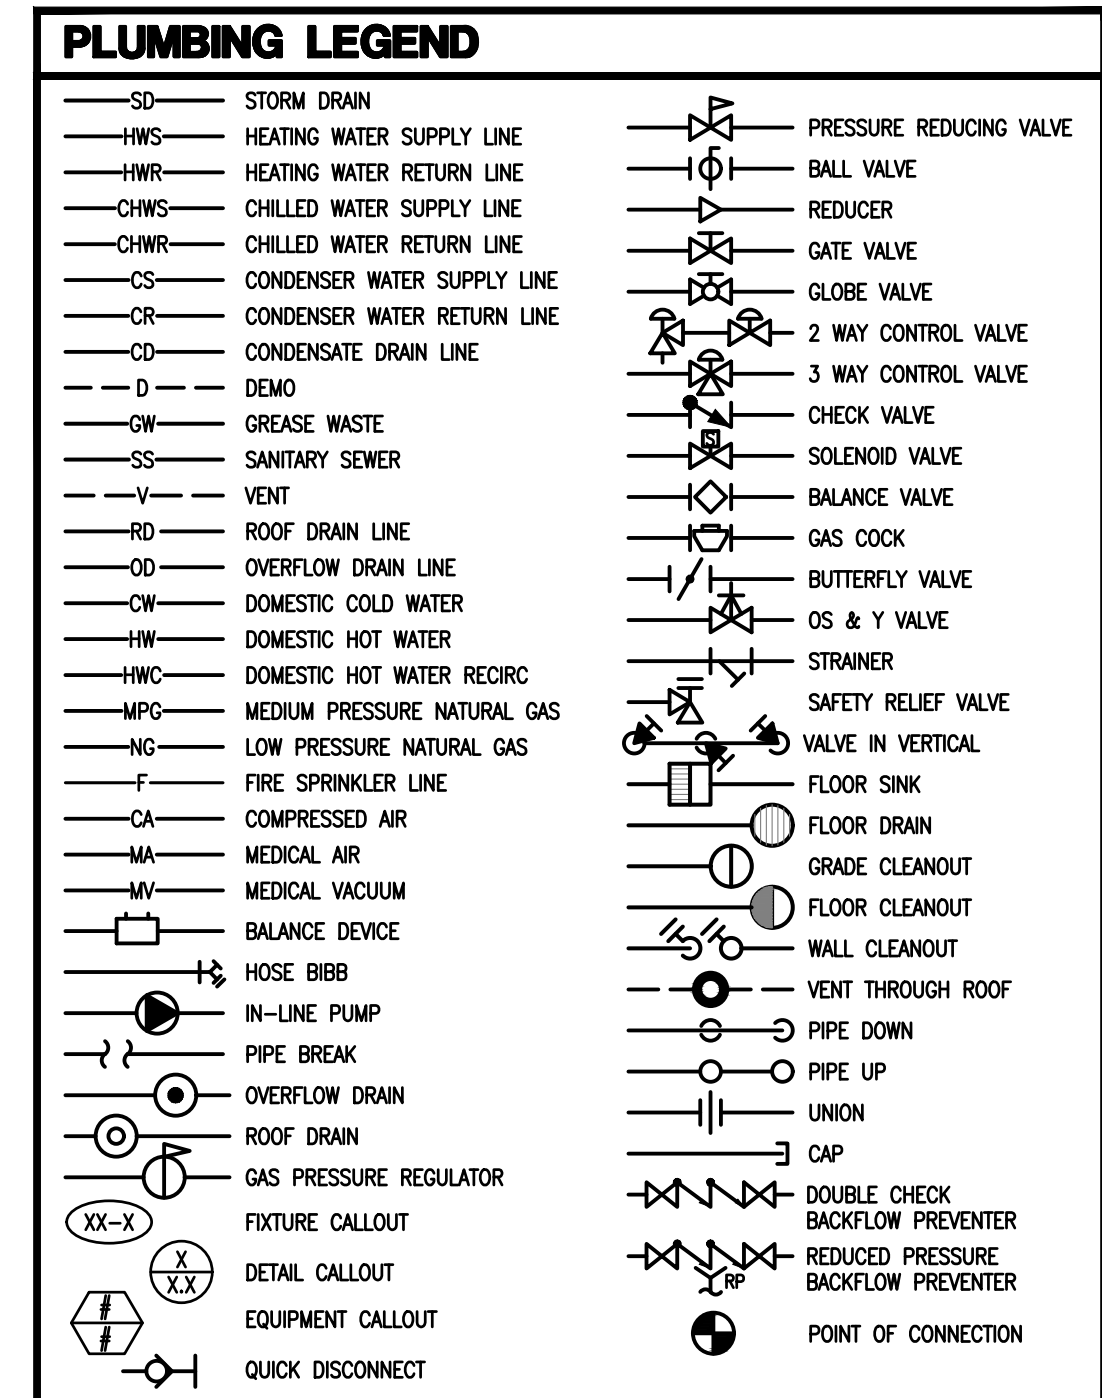 PLUMBING LEGEND
SD STORM DRAIN
HWS HEATING WATER SUPPLY LINE
HWR HEATING WATER RETURN LINE
CHWS CHILLED WATER SUPPLY LINE
CHWR CHILLED WATER RETURN LINE
CS CONDENSER WATER SUPPLY LINE
CR CONDENSER WATER RETURN LINE
CD CONDENSATE DRAIN LINE
D DEMO
GW GREASE WASTE
SS SANITARY SEWER
V VENT
RD ROOF DRAIN LINE
OD OVERFLOW DRAIN LINE
CW DOMESTIC COLD WATER
HW DOMESTIC HOT WATER
HWC DOMESTIC HOT WATER RECIRC
MPG MEDIUM PRESSURE NATURAL GAS
NG LOW PRESSURE NATURAL GAS
F FIRE SPRINKLER LINE
CA COMPRESSED AIR
MA MEDICAL AIR
MV MEDICAL VACUUM
BALANCE DEVICE
HOSE BIBB
IN-LINE PUMP
PIPE BREAK
OVERFLOW DRAIN
ROOF DRAIN
GAS PRESSURE REGULATOR
XX-X FIXTURE CALLOUT
X
X.X DETAIL CALLOUT
#
# EQUIPMENT CALLOUT
QUICK DISCONNECT
PRESSURE REDUCING VALVE
BALL VALVE
REDUCER
GATE VALVE
GLOBE VALVE
2 WAY CONTROL VALVE
3 WAY CONTROL VALVE
CHECK VALVE
S SOLENOID VALVE
BALANCE VALVE
GAS COCK
BUTTERFLY VALVE
OS & Y VALVE
STRAINER
SAFETY RELIEF VALVE
VALVE IN VERTICAL
FLOOR SINK
FLOOR DRAIN
GRADE CLEANOUT
FLOOR CLEANOUT
WALL CLEANOUT
VENT THROUGH ROOF
PIPE DOWN
PIPE UP
UNION
CAP
DOUBLE CHECK
BACKFLOW PREVENTER
REDUCED PRESSURE
RP BACKFLOW PREVENTER
POINT OF CONNECTION